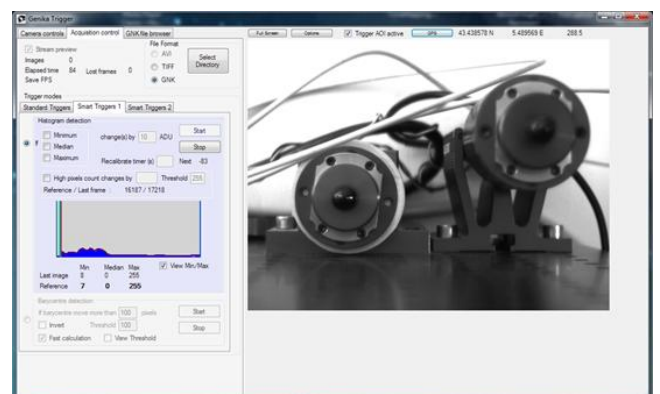 Genika Trigger
Camera controls Acquisition control GNK file browser
Full Screen Options Trigger AOI active GPS 43.438578 N 5.489569 E 288.5
Stream preview
Images 0
Elapsed time .84 Lost frames 0
Save FPS
File Format
AVI
TIFF
GNK
Select Directory
Trigger modes
Standard Triggers Smart Triggers 1 Smart Triggers 2
Histogram detection
If
Minimum
Median
Maximum
change(s) by 10 ADU
Start
Stop
Recalibrate timer (s) Next -83
High pixels count changes by Threshold 255
Reference / Last frame : 16187 / 17218
Min Median Max View Min/Max
Last image 8 0 255
Reference 7 0 255
Barycentre detection
If barycentre move more than 100 pixels Start
Invert Threshold 100 Stop
Fast calculation View Threshold